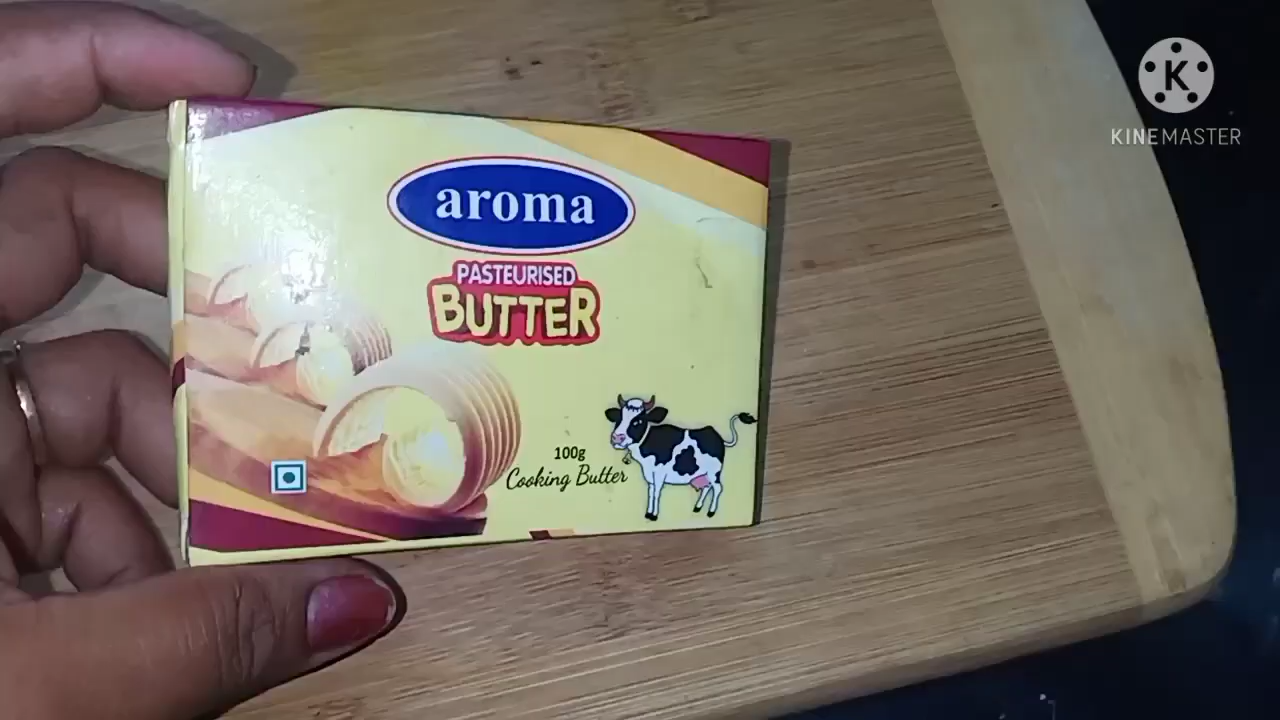 aroma
PASTEURISED
BUTTER
100g
Cooking Butter
K
KINEMASTER